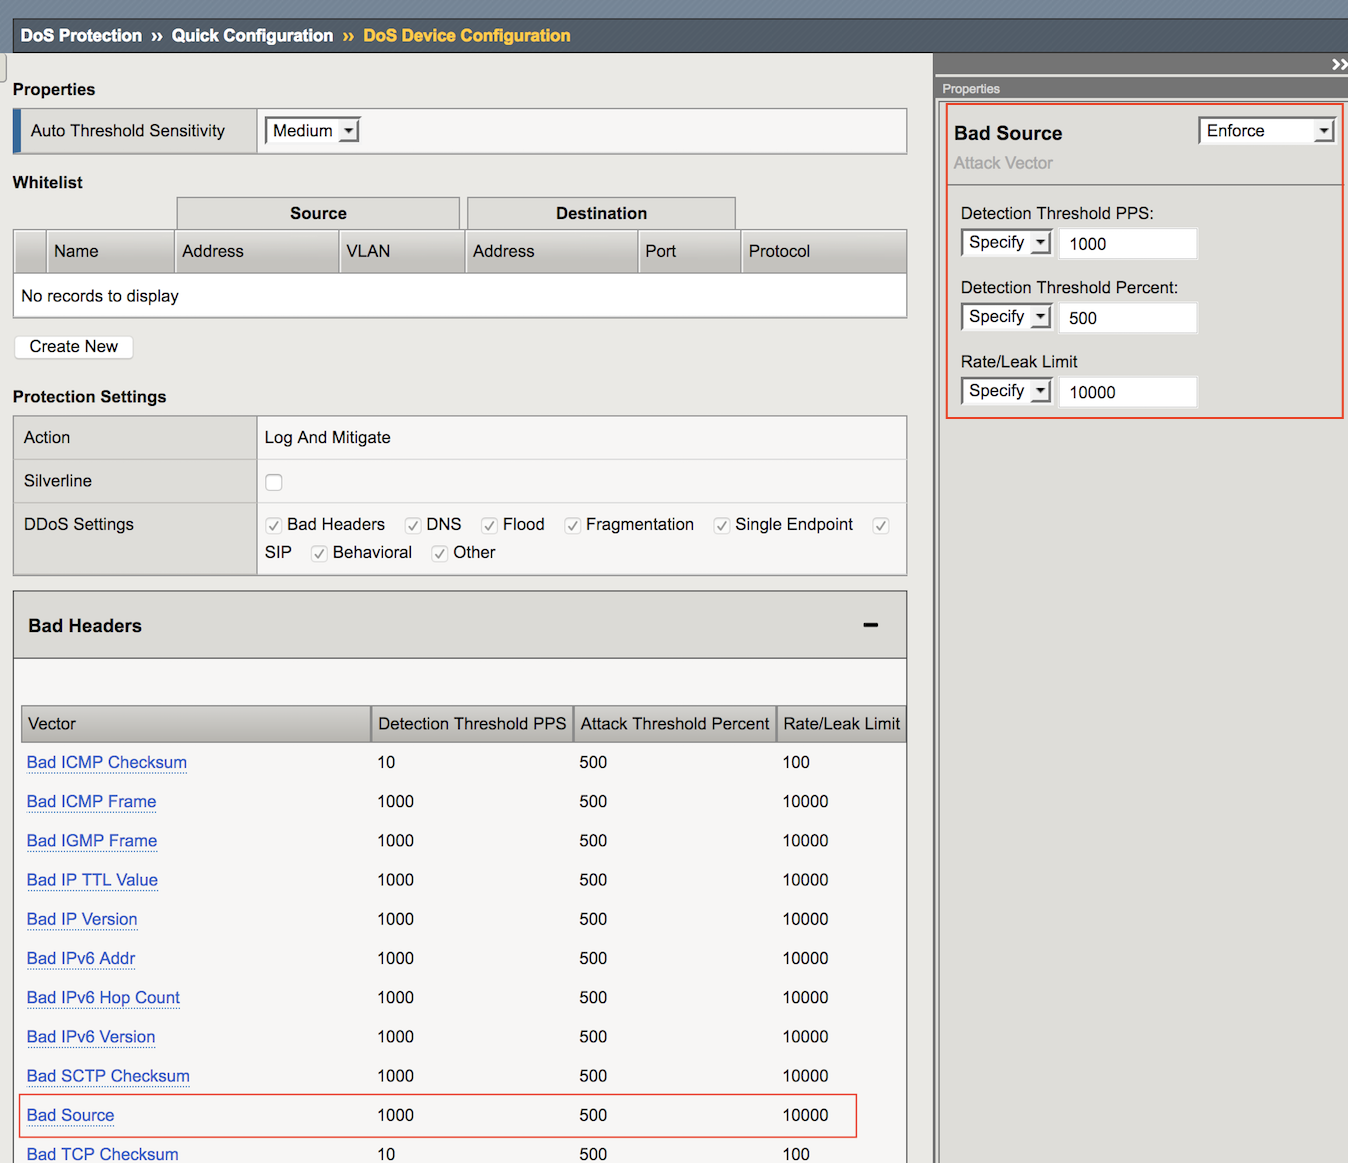 DoS Protection ›› Quick Configuration ›› DoS Device Configuration
Properties
Auto Threshold Sensitivity Medium
Whitelist
Source Destination
Name Address VLAN Address Port Protocol
No records to display
Create New
Protection Settings
Action Log And Mitigate
Silverline
DDoS Settings Bad Headers DNS Flood Fragmentation Single Endpoint
SIP Behavioral Other
Bad Headers
Vector Detection Threshold PPS Attack Threshold Percent Rate/Leak Limit
Bad ICMP Checksum 10 500 100
Bad ICMP Frame 1000 500 10000
Bad IGMP Frame 1000 500 10000
Bad IP TTL Value 1000 500 10000
Bad IP Version 1000 500 10000
Bad IPv6 Addr 1000 500 10000
Bad IPv6 Hop Count 1000 500 10000
Bad IPv6 Version 1000 500 10000
Bad SCTP Checksum 1000 500 10000
Bad Source 1000 500 10000
Bad TCP Checksum 10 500 100
Properties
Bad Source Enforce
Attack Vector
Detection Threshold PPS:
Specify 1000
Detection Threshold Percent:
Specify 500
Rate/Leak Limit
Specify 10000